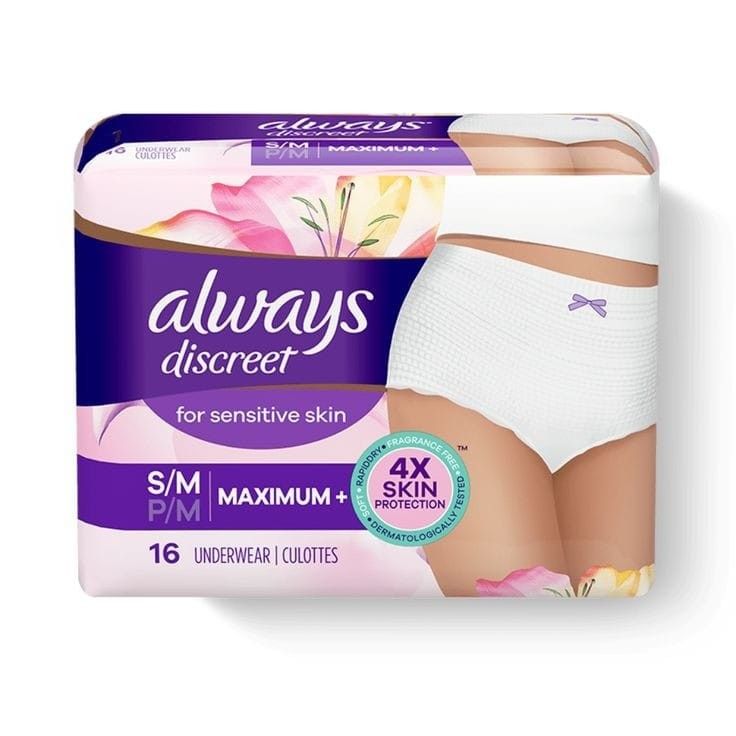 always
discreet
16 UNDERWEAR
CULOTTES
S/M
P/M
MAXIMUM +
always
discreet
for sensitive skin
S/M
P/M
MAXIMUM +
16 UNDERWEAR | CULOTTES
SOFT • RAPIDDRY • FRAGRANCE FREE • DERMATOLOGICALLY TESTED •
4X
SKIN
PROTECTION
™